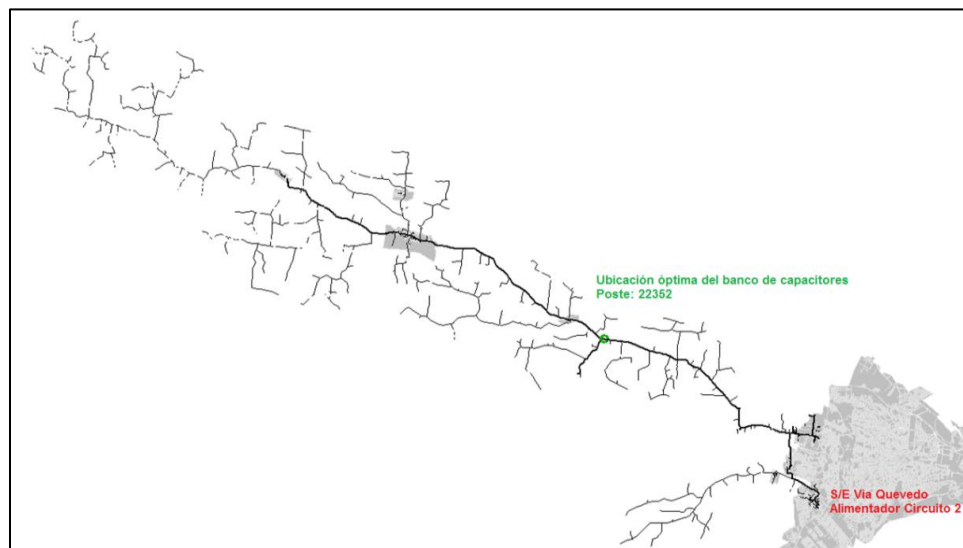 Ubicación óptima del banco de capacitores
Poste: 22352
S/E Via Quevedo
Alimentador Circuito 2